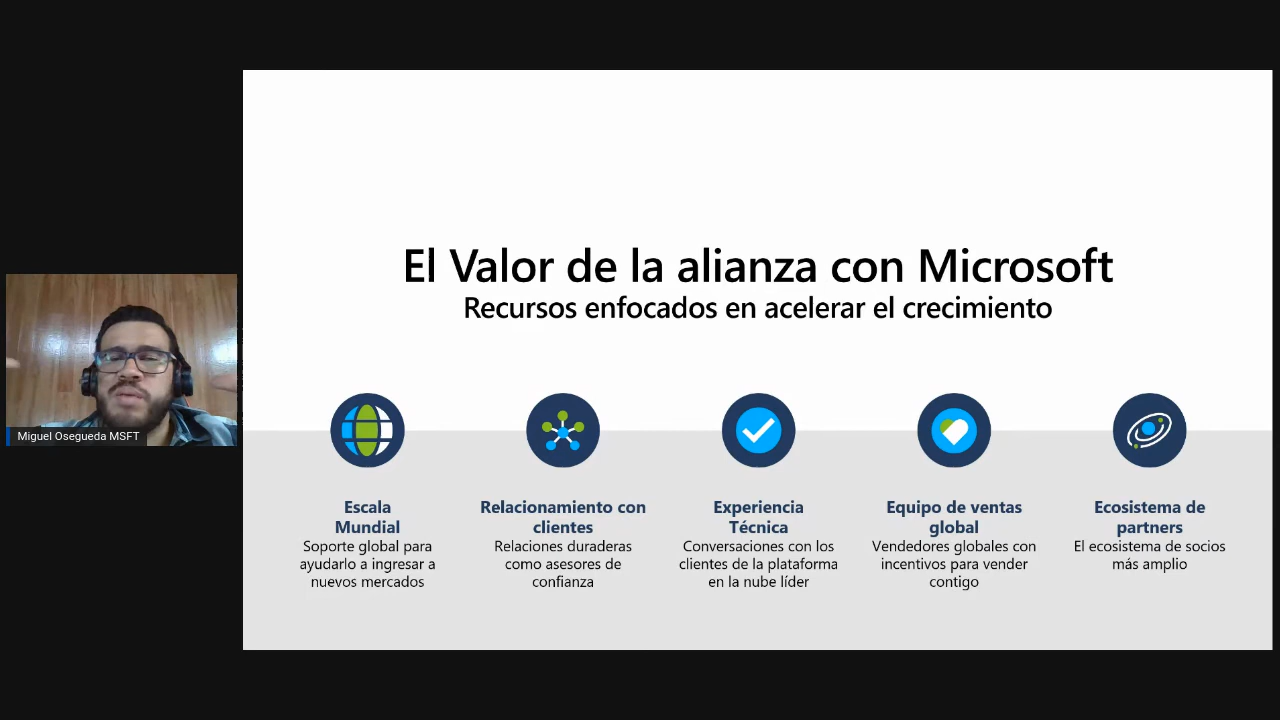 El Valor de la alianza con Microsoft
Recursos enfocados en acelerar el crecimiento
Miguel Osegueda MSFT
Escala
Mundial
Soporte global para
ayudarlo a ingresar a
nuevos mercados
Relacionamiento con
clientes
Relaciones duraderas
como asesores de
confianza
Experiencia
Técnica
Conversaciones con los
clientes de la plataforma
en la nube líder
Equipo de ventas
global
Vendedores globales con
incentivos para vender
contigo
Ecosistema de
partners
El ecosistema de socios
más amplio